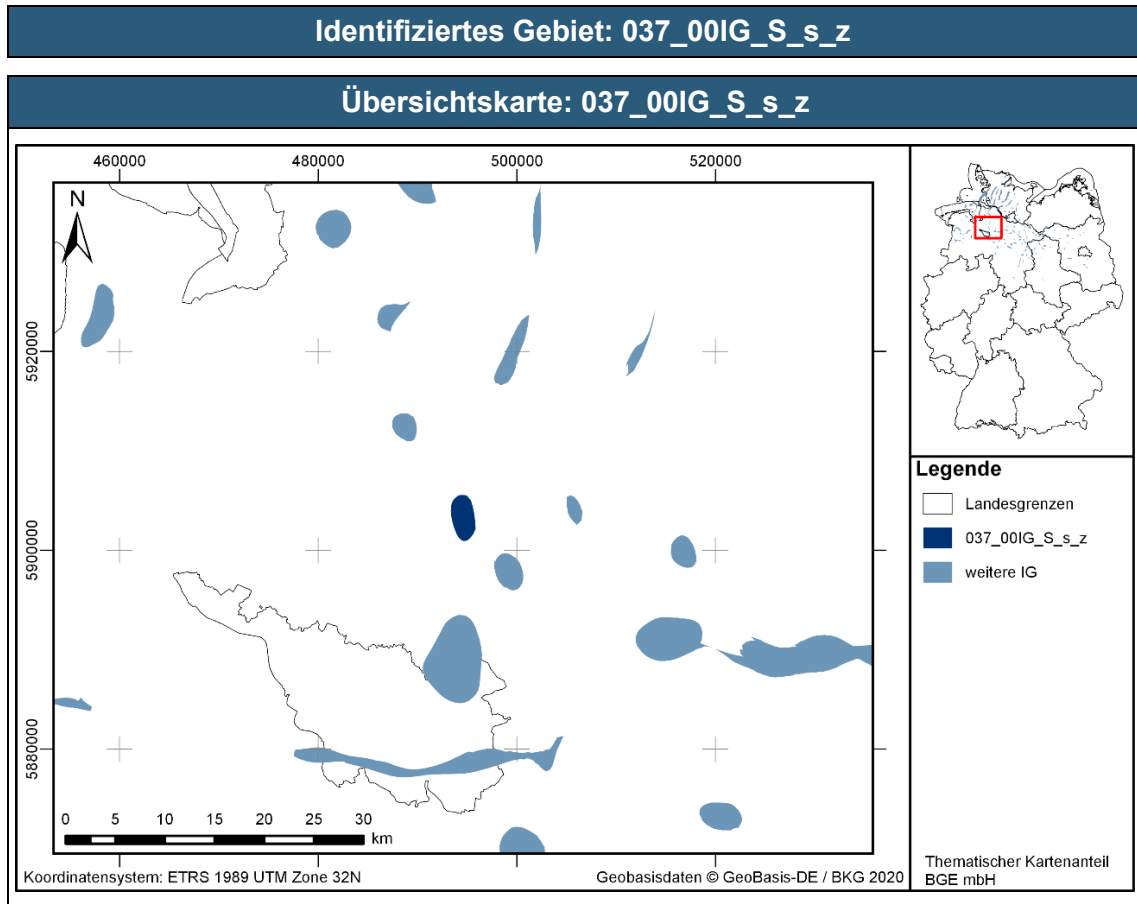 Identifiziertes Gebiet: 037_00IG_S_s_z
Übersichtskarte: 037_00IG_S_s_z
460000 480000 500000 520000
N
5920000
5900000
5880000
0 5 10 15 20 25 30
km
Koordinatensystem: ETRS 1989 UTM Zone 32N
Geobasisdaten © GeoBasis-DE / BKG 2020
Legende
Landesgrenzen
037_00IG_S_s_z
weitere IG
Thematischer Kartenanteil
BGE mbH